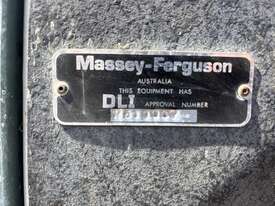 Massey-Ferguson
AUSTRALIA
THIS EQUIPMENT HAS
DLI APPROVAL NUMBER